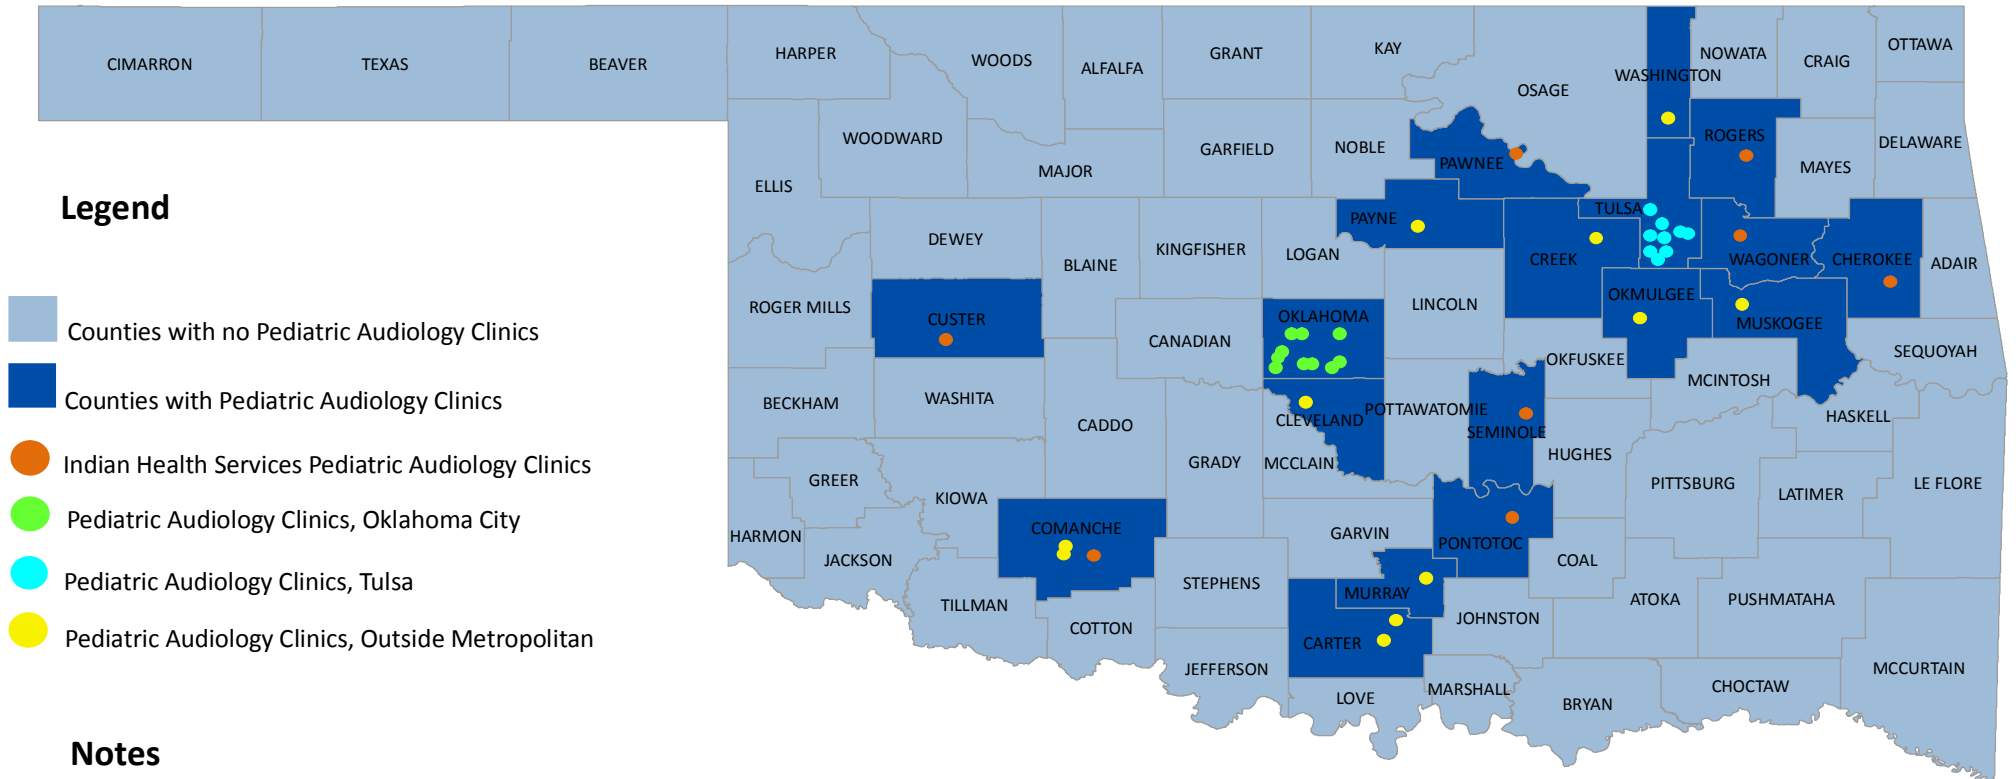 CIMARRON
TEXAS
BEAVER
HARPER
WOODS
ALFALFA
GRANT
KAY
OSAGE
WASHINGTON
NOWATA
CRAIG
OTTAWA
WOODWARD
MAJOR
GARFIELD
NOBLE
PAWNEE
ROGERS
MAYES
DELAWARE
ELLIS
Legend
DEWEY
BLAINE
KINGFISHER
LOGAN
PAYNE
TULSA
CREEK
WAGONER
CHEROKEE
ADAIR
ROGER MILLS
CUSTER
CANADIAN
OKLAHOMA
LINCOLN
OKMULGEE
MUSKOGEE
Counties with no Pediatric Audiology Clinics
OKFUSKEE
SEQUOYAH
MCINTOSH
Counties with Pediatric Audiology Clinics
BECKHAM
WASHITA
CADDO
CLEVELAND
POTTAWATOMIE
SEMINOLE
HASKELL
Indian Health Services Pediatric Audiology Clinics
GREER
KIOWA
GRADY
MCCLAIN
HUGHES
PITTSBURG
LATIMER
LE FLORE
Pediatric Audiology Clinics, Oklahoma City
HARMON
JACKSON
COMANCHE
GARVIN
PONTOTOC
COAL
Pediatric Audiology Clinics, Tulsa
TILLMAN
STEPHENS
MURRAY
JOHNSTON
ATOKA
PUSHMATAHA
Pediatric Audiology Clinics, Outside Metropolitan
COTTON
CARTER
JEFFERSON
LOVE
MARSHALL
BRYAN
CHOCTAW
MCCURTAIN
Notes